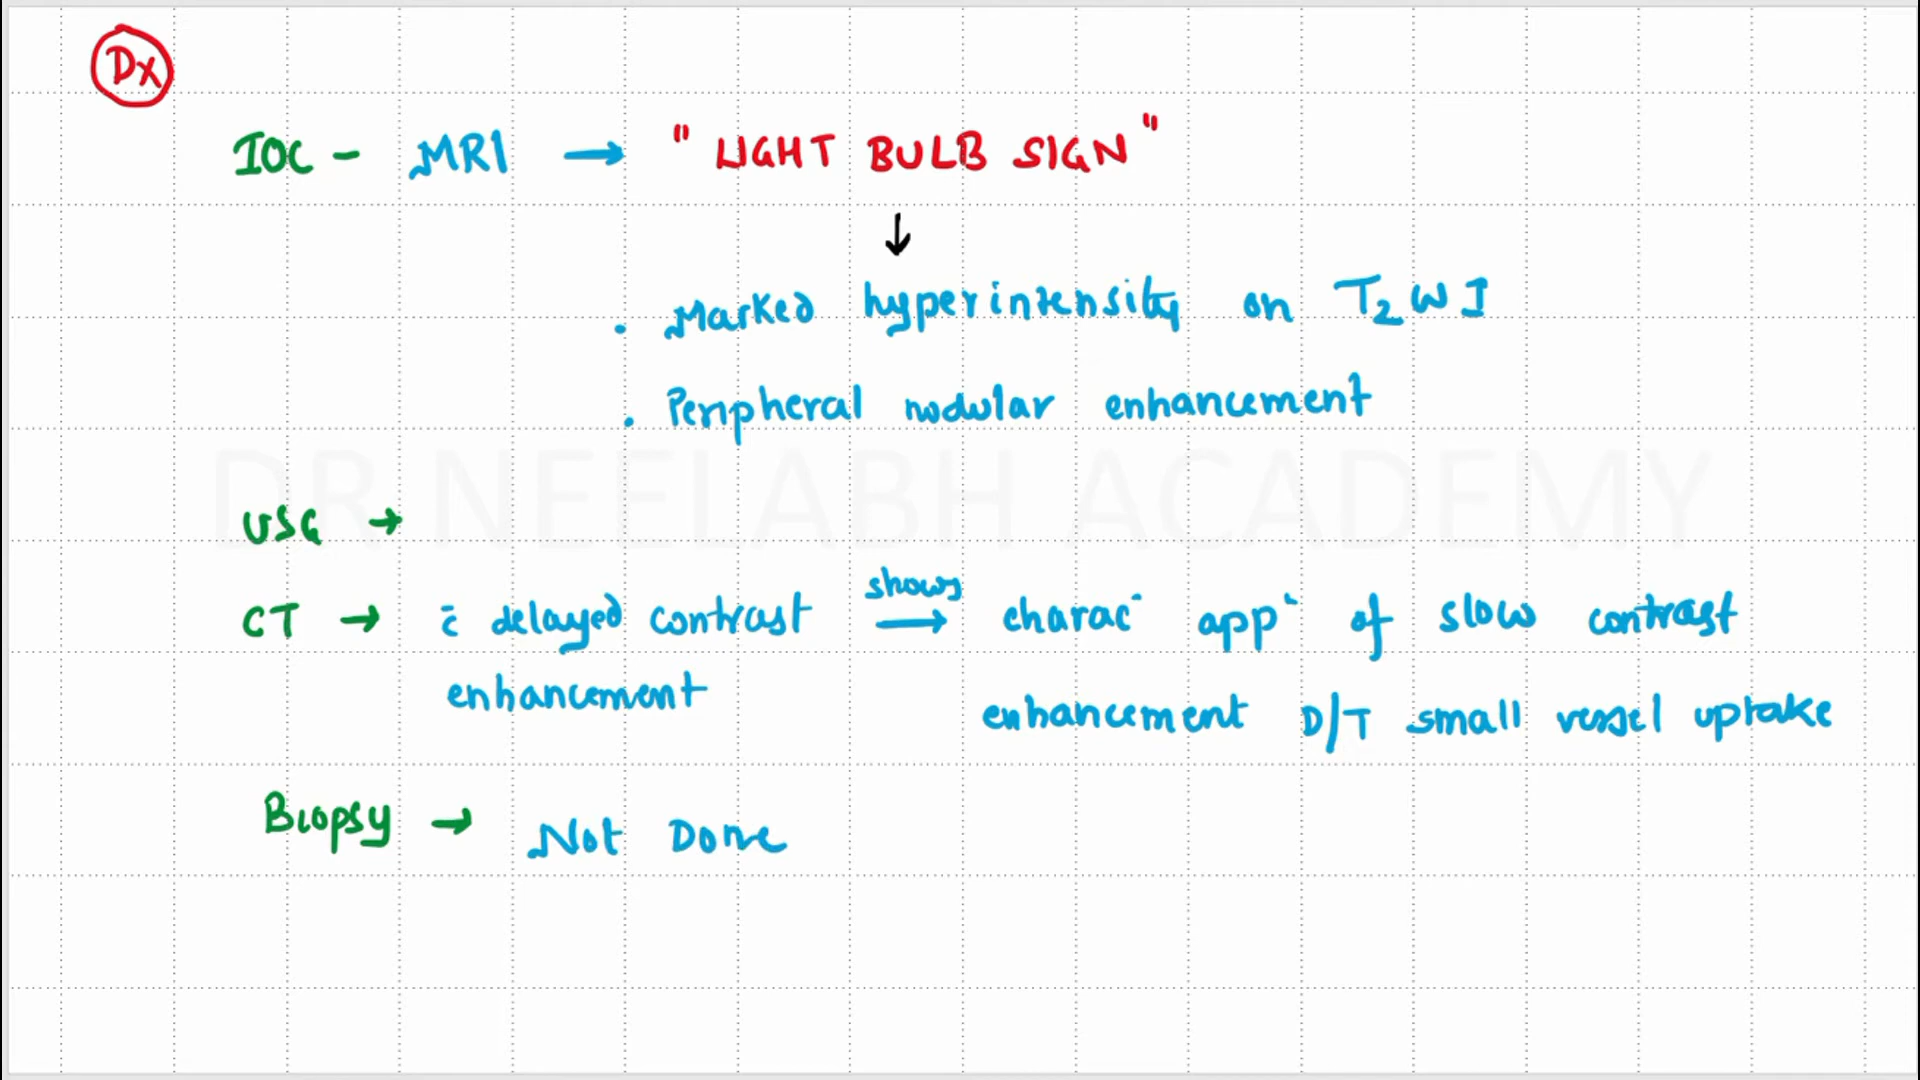 Dx
IOC - MRI → "LIGHT BULB SIGN"
↓
. Marked hyperintensity on T2WI
. Peripheral nodular enhancement
DR NEELABH ACADEMY
USG →
CT → c̄ delayed contrast enhancement shows → charac- app- of slow contrast enhancement D/T small vessel uptake
Biopsy → Not Done